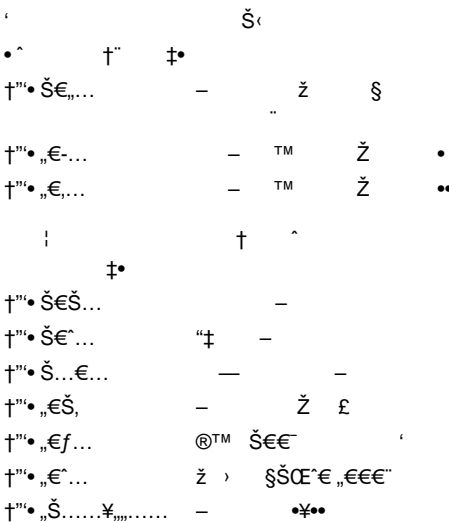 ‘ Š‹
•ˆ †¨ ‡•
†”‘• Š€„… – ž §
¨
†”‘• „€-… – ™ Ž •
†”‘• „€‚… – ™ Ž ••
¦ † ˆ
‡•
†”‘• Š€Š… –
†”‘• Š€ˆ… “‡ –
†”‘• Š…€… — –
†”‘• „€Š‚ – Ž £
†”‘• „€ƒ… ®™ Š€€¯ ‘
†”‘• „€ˆ… ž › §ŠŒˆ€ „€€€¨
†”‘• „Š……¥„„…… – •¥••